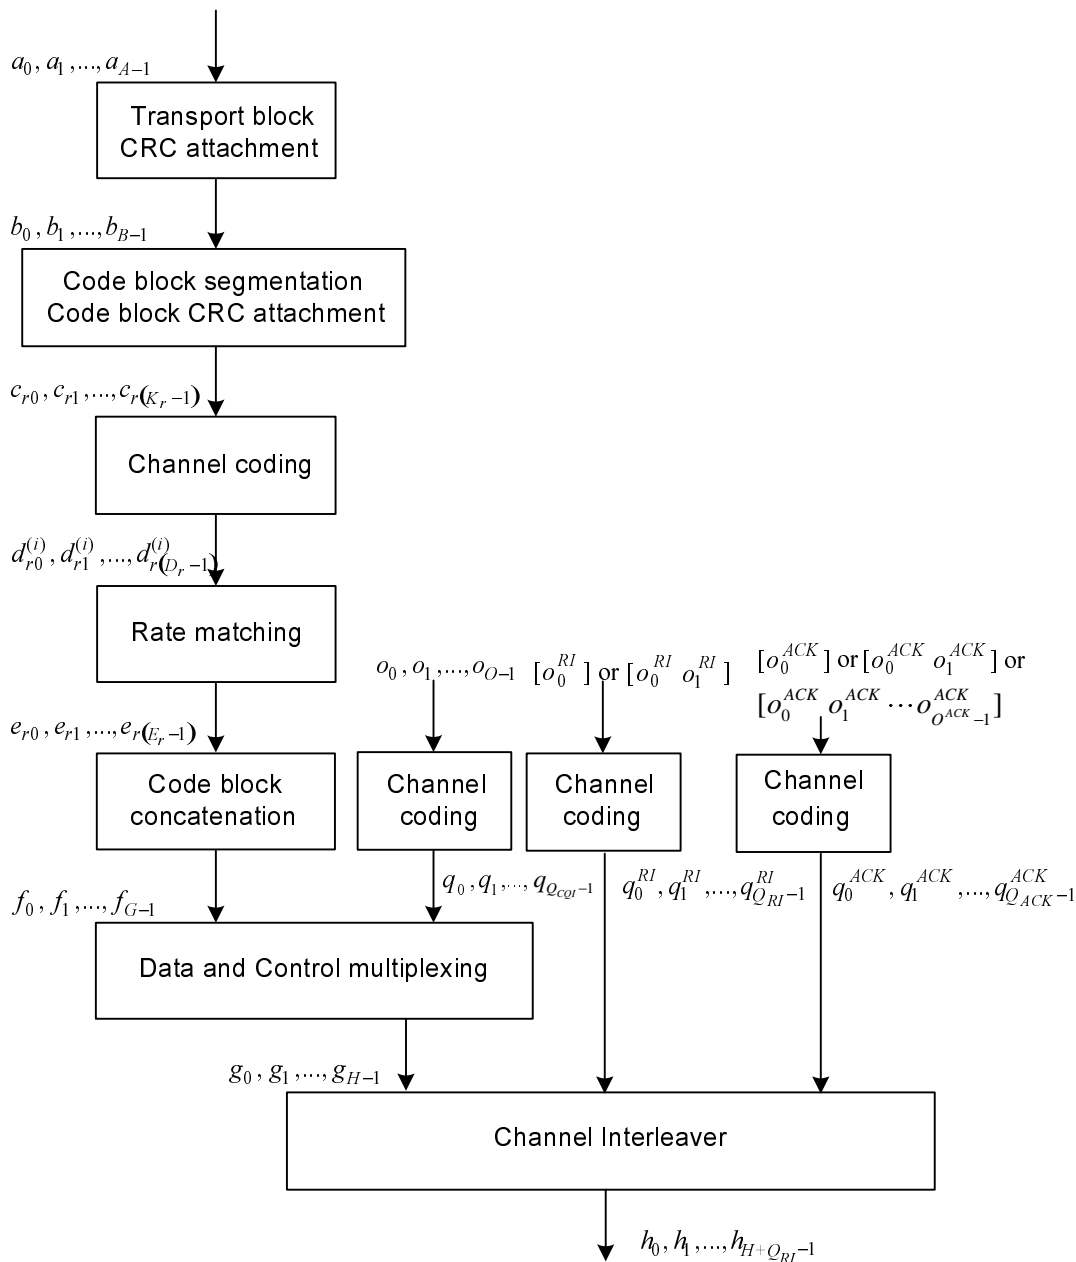 a_0, a_1, ..., a_{A-1}
Transport block
CRC attachment
b_0, b_1, ..., b_{B-1}
Code block segmentation
Code block CRC attachment
c_{r0}, c_{r1}, ..., c_{r(K_r-1)}
Channel coding
d_{r0}^{(i)}, d_{r1}^{(i)}, ..., d_{r(D_r-1)}^{(i)}
Rate matching
e_{r0}, e_{r1}, ..., e_{r(E_r-1)}
Code block
concatenation
f_0, f_1, ..., f_{G-1}
o_0, o_1, ..., o_{O-1}
Channel
coding
q_0, q_1, ..., q_{Q_{CQI}-1}
[o_0^{RI}] or [o_0^{RI} o_1^{RI}]
Channel
coding
q_0^{RI}, q_1^{RI}, ..., q_{Q_{RI}-1}^{RI}
[o_0^{ACK}] or [o_0^{ACK} o_1^{ACK}] or
[o_0^{ACK} o_1^{ACK} ⋯ o_{O^{ACK}-1}^{ACK}]
Channel
coding
q_0^{ACK}, q_1^{ACK}, ..., q_{Q_{ACK}-1}^{ACK}
Data and Control multiplexing
g_0, g_1, ..., g_{H-1}
Channel Interleaver
h_0, h_1, ..., h_{H+Q_{RI}-1}